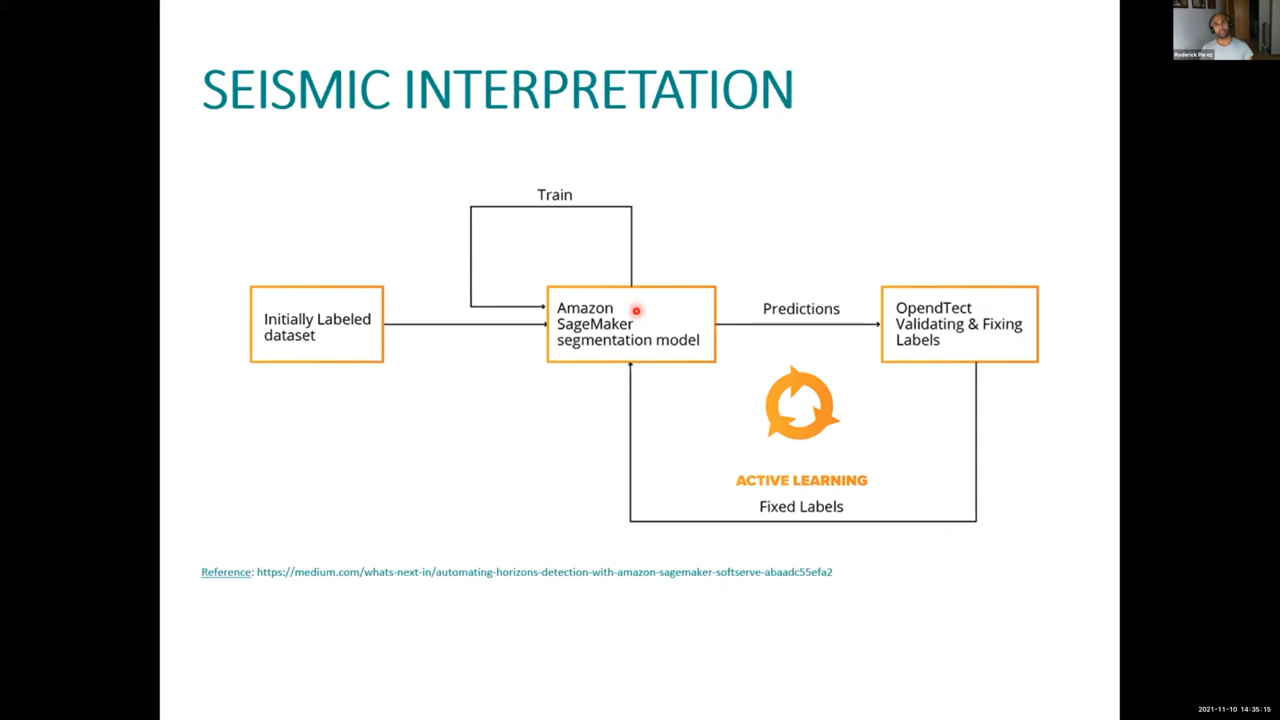 Roderick Perez
SEISMIC INTERPRETATION
Train
Initially Labeled
dataset
Amazon
SageMaker
segmentation model
Predictions
OpendTect
Validating & Fixing
Labels
ACTIVE LEARNING
Fixed Labels
Reference: https://medium.com/whats-next-in/automating-horizons-detection-with-amazon-sagemaker-softserve-abaadc55efa2
2021-11-10 14:35:15